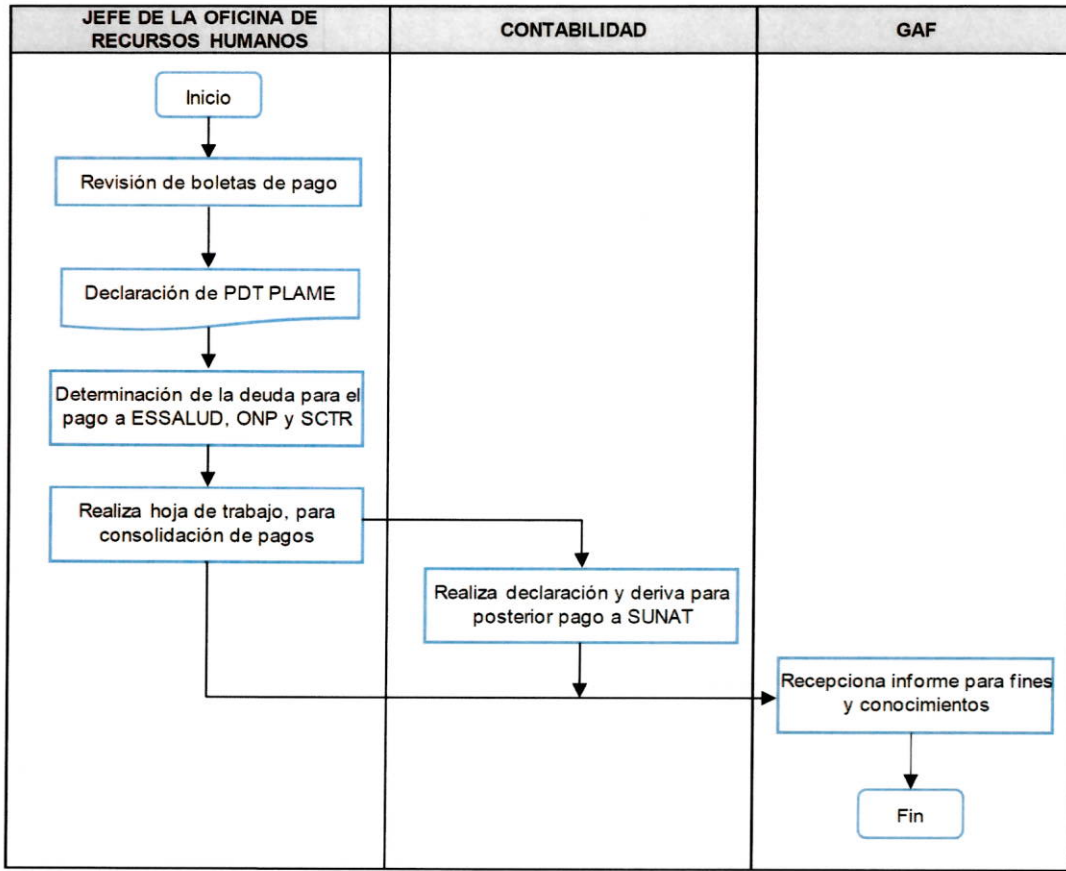 JEFE DE LA OFICINA DE
RECURSOS HUMANOS
CONTABILIDAD
GAF
Inicio
Revisión de boletas de pago
Declaración de PDT PLAME
Determinación de la deuda para el
pago a ESSALUD, ONP y SCTR
Realiza hoja de trabajo, para
consolidación de pagos
Realiza declaración y deriva para
posterior pago a SUNAT
Recepciona informe para fines
y conocimientos
Fin